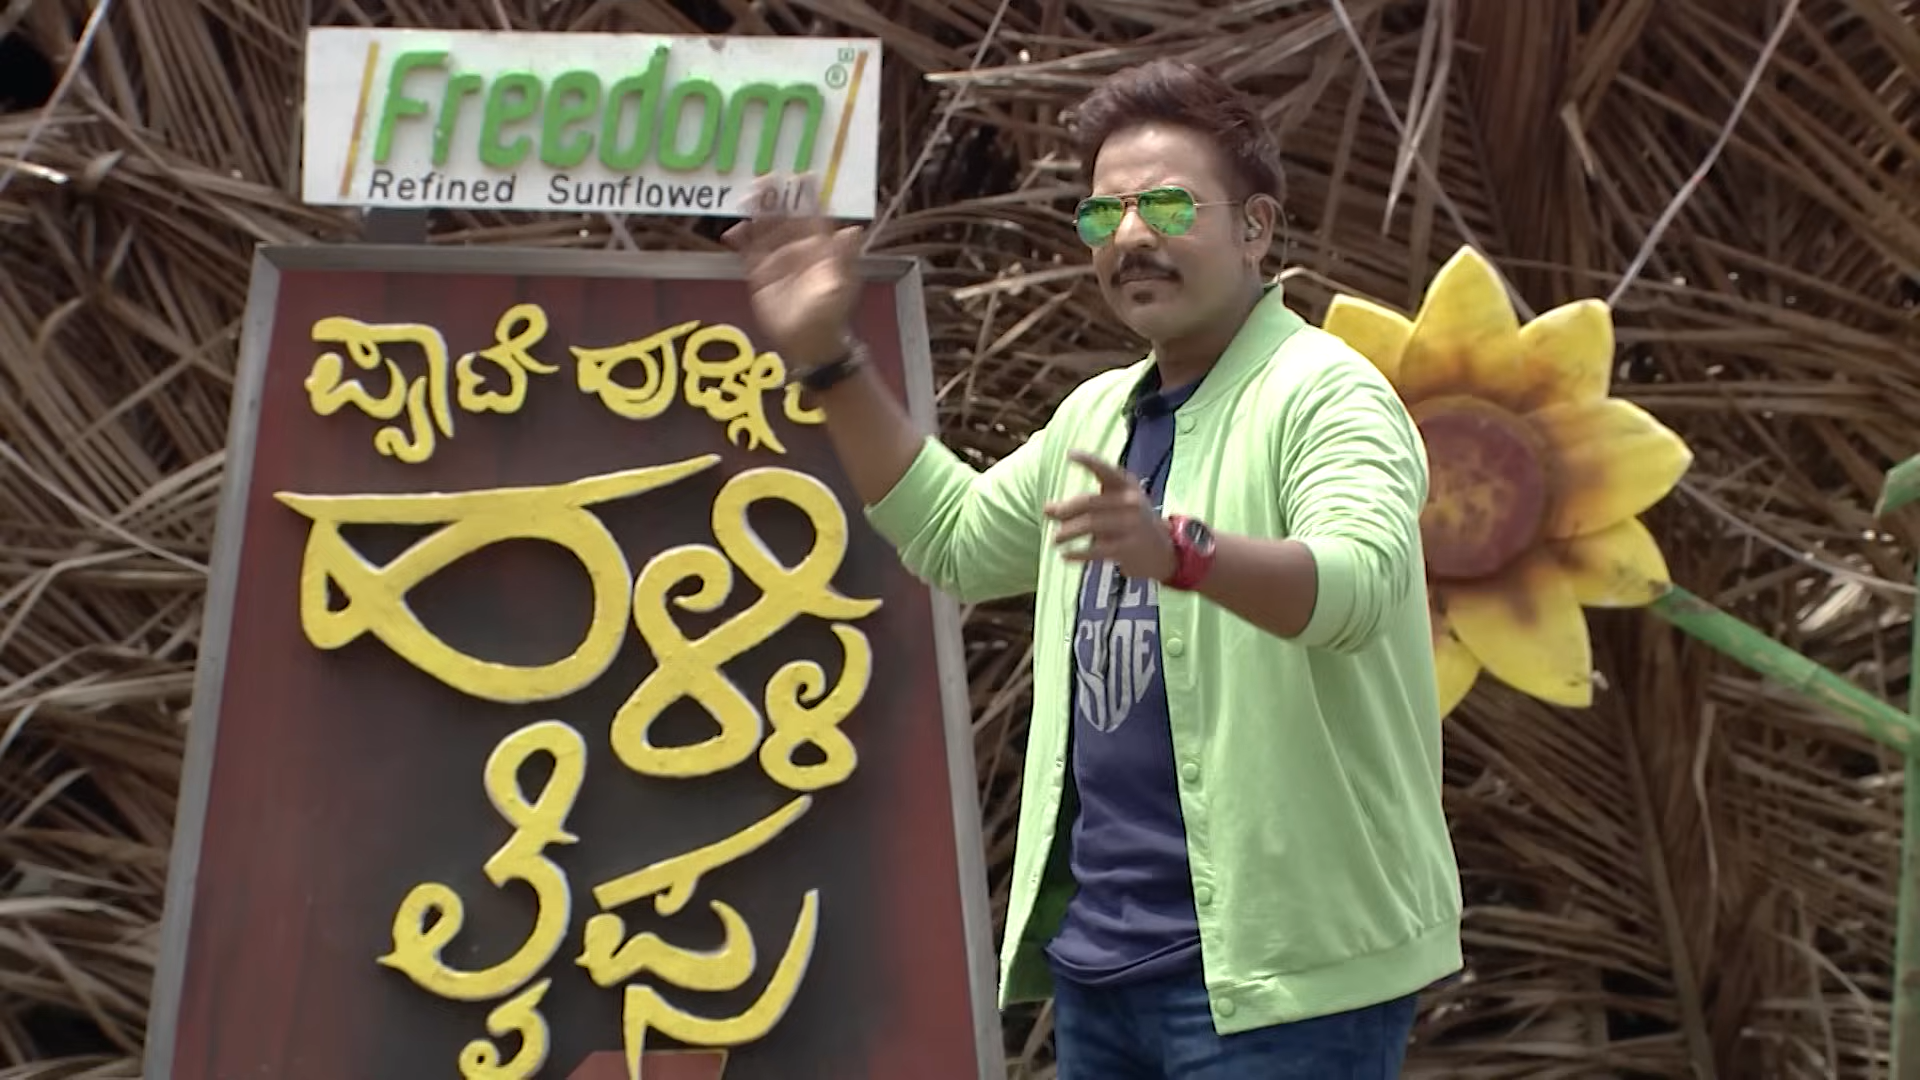 Freedom®
Refined Sunflower oil
ಪ್ಯಾಟೆ ಹುಡ್ಗೀರ್
ಹಳ್ಳಿ
ಲೈಫು